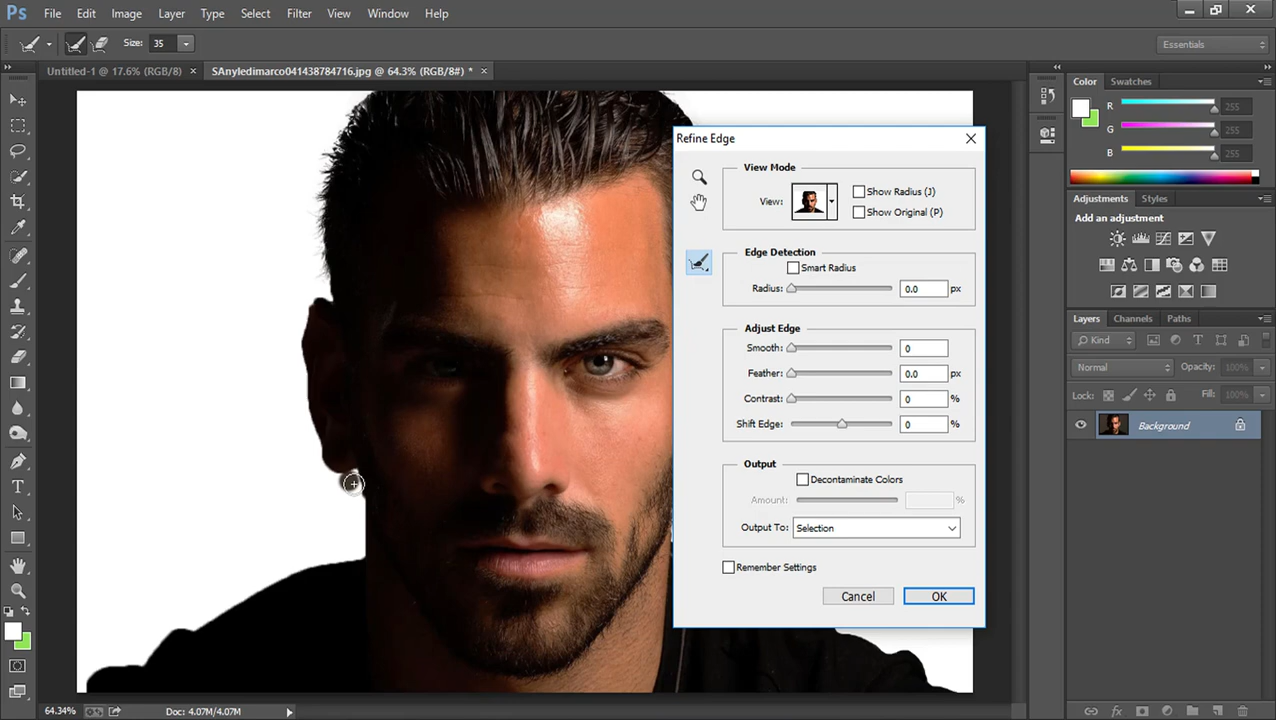 Ps File Edit Image Layer Type Select Filter View Window Help
Size: 35 Essentials
Untitled-1 @ 17.6% (RGB/8) × SAnyledimarco041438784716.jpg @ 64.3% (RGB/8#) * ×
Color Swatches
R 255
G 255
B 255
Adjustments Styles
Add an adjustment
Layers Channels Paths
Kind
Normal Opacity: 100%
Lock: Fill: 100%
Background
Refine Edge
View Mode
View: Show Radius (J)
Show Original (P)
Edge Detection
Smart Radius
Radius: 0.0 px
Adjust Edge
Smooth: 0
Feather: 0.0 px
Contrast: 0 %
Shift Edge: 0 %
Output
Decontaminate Colors
Amount: %
Output To: Selection
Remember Settings
Cancel OK
64.34% Doc: 4.07M/4.07M